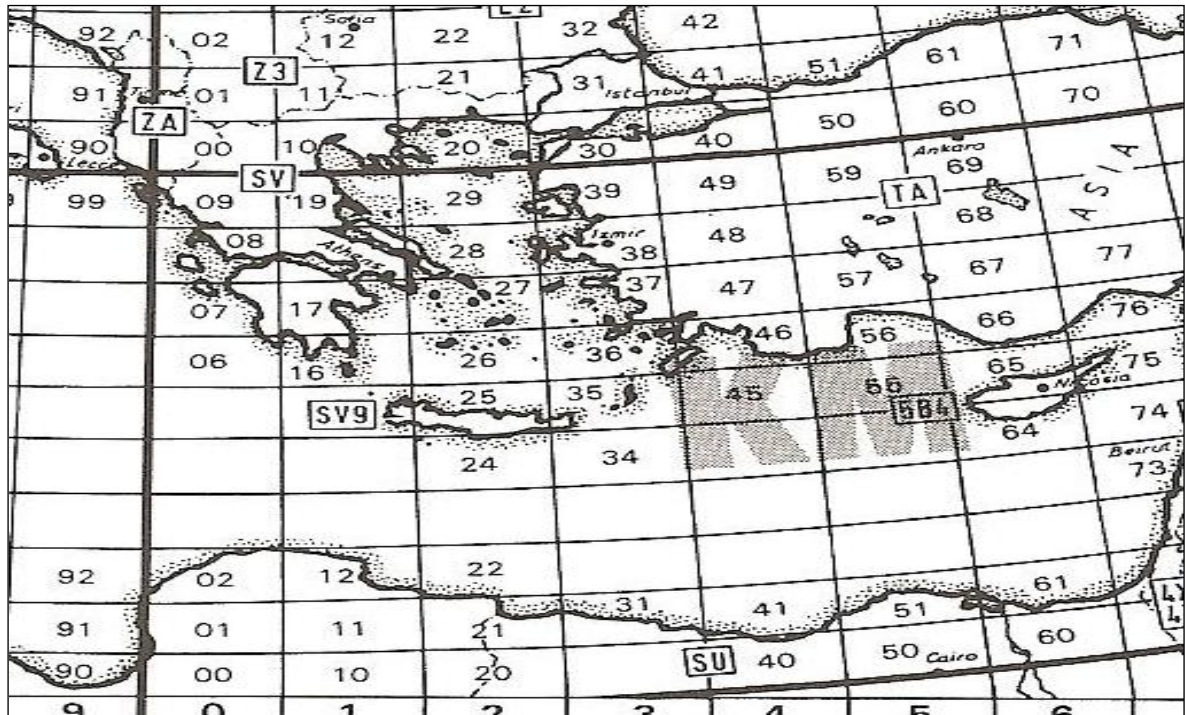 EZ
92 02 Sofia 12 22 32 42
Z3 21 31 Istanbul 41 51 61 71
91 01 11
ZA 90 00 10 20 30 40 50 60 70
Lecce
SV Ankara
99 09 19 29 39 49 59 69 TA ASIA
68
08 Athens 28 Izmir 38 48
27 37 47 57 67 77
07 17
06 16 26 36 46 56 66 76
SV9 25 35 45 55 65 75
KM 5B4 Nicosia
24 34 64 74
Beirut
73
92 02 12 22
31 41 51 61
91 01 11 21
90 00 10 20 SU 40 50 Cairo 60
9 0 1 2 3 4 5 6